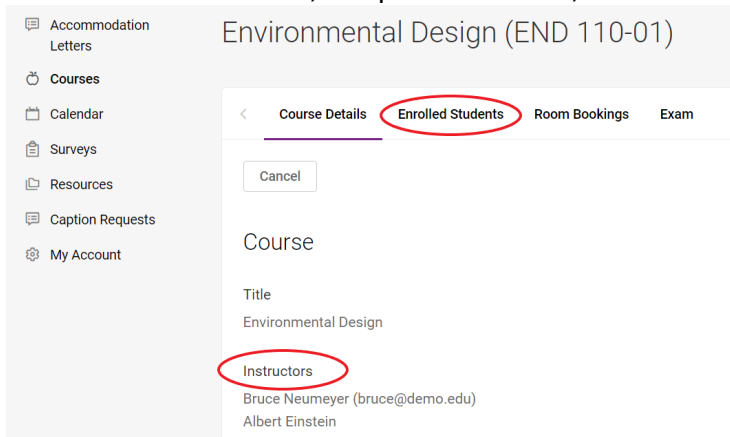 Accommodation
Letters
Courses
Calendar
Surveys
Resources
Caption Requests
My Account
Environmental Design (END 110-01)
Course Details Enrolled Students Room Bookings Exam
Cancel
Course
Title
Environmental Design
Instructors
Bruce Neumeyer (bruce@demo.edu)
Albert Einstein